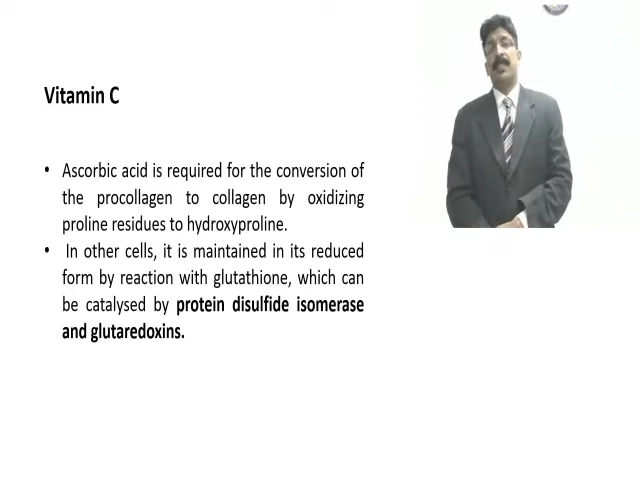 Vitamin C
• Ascorbic acid is required for the conversion of
the procollagen to collagen by oxidizing
proline residues to hydroxyproline.
• In other cells, it is maintained in its reduced
form by reaction with glutathione, which can
be catalysed by protein disulfide isomerase
and glutaredoxins.